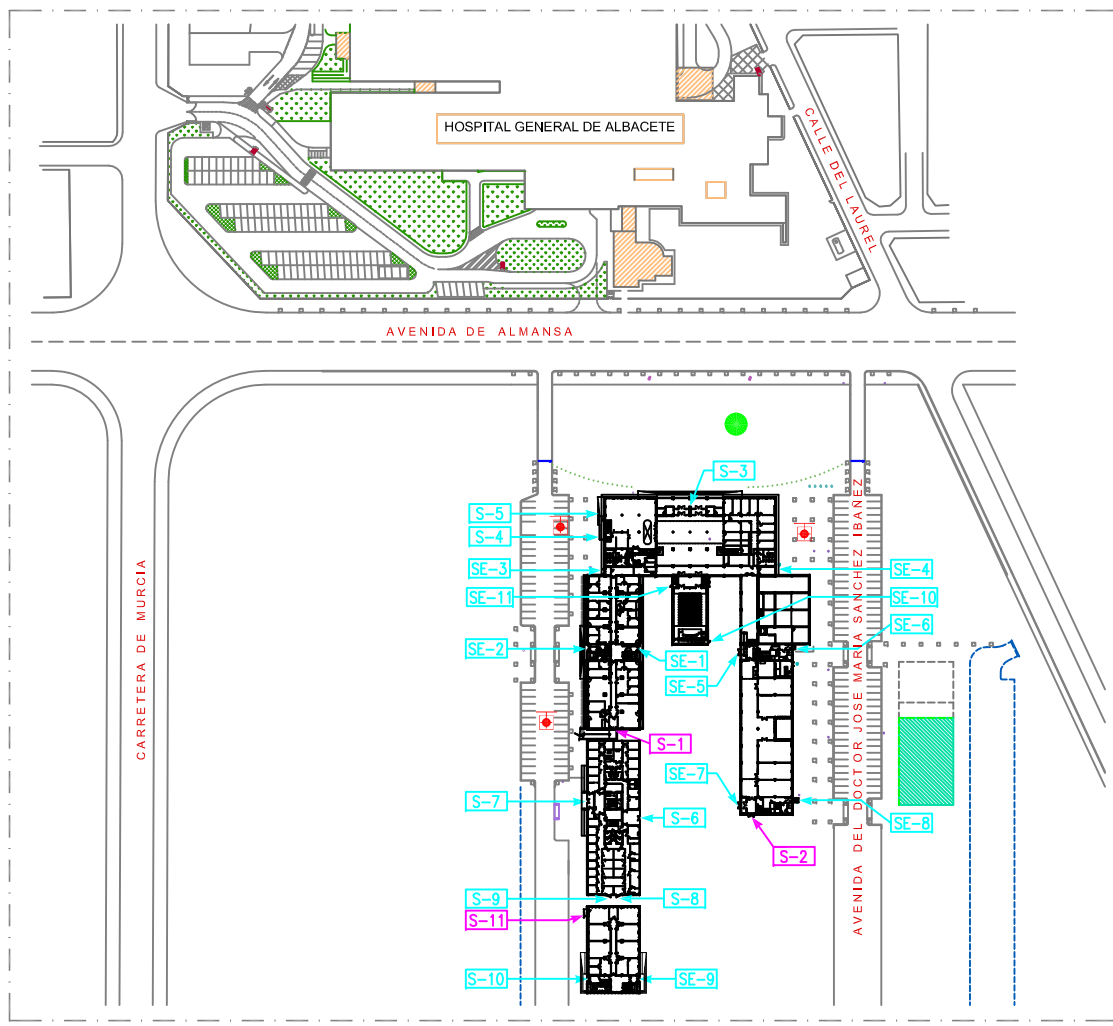 HOSPITAL GENERAL DE ALBACETE
CALLE DEL LAUREL
AVENIDA DE ALMANSA
S-3
S-5
S-4
SE-3
SE-4
SE-11
SE-10
SE-6
SE-2
SE-1
SE-5
S-1
SE-7
S-7
S-6
SE-8
S-2
S-9
S-8
S-11
S-10
SE-9
CARRETERA DE MURCIA
AVENIDA DEL DOCTOR JOSE MARIA SANCHEZ IBAÑEZ